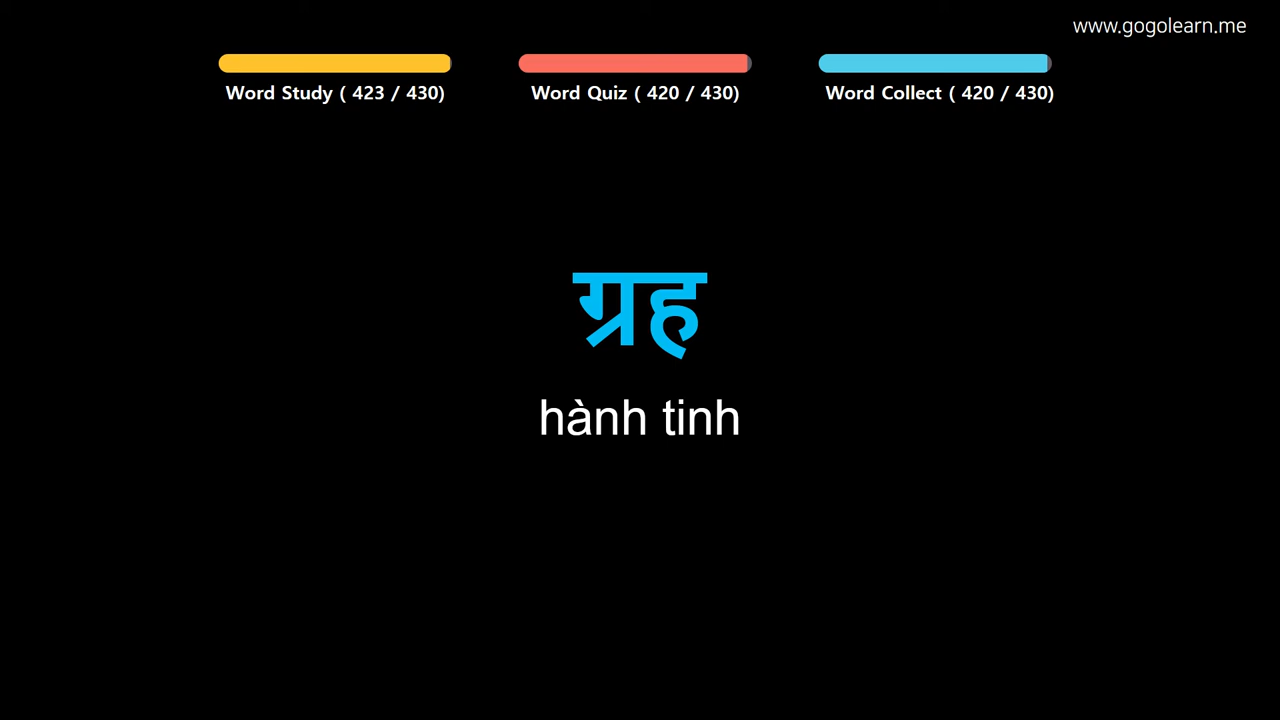 www.gogolearn.me
Word Study ( 423 / 430)
Word Quiz ( 420 / 430)
Word Collect ( 420 / 430)
ग्रह
hành tinh